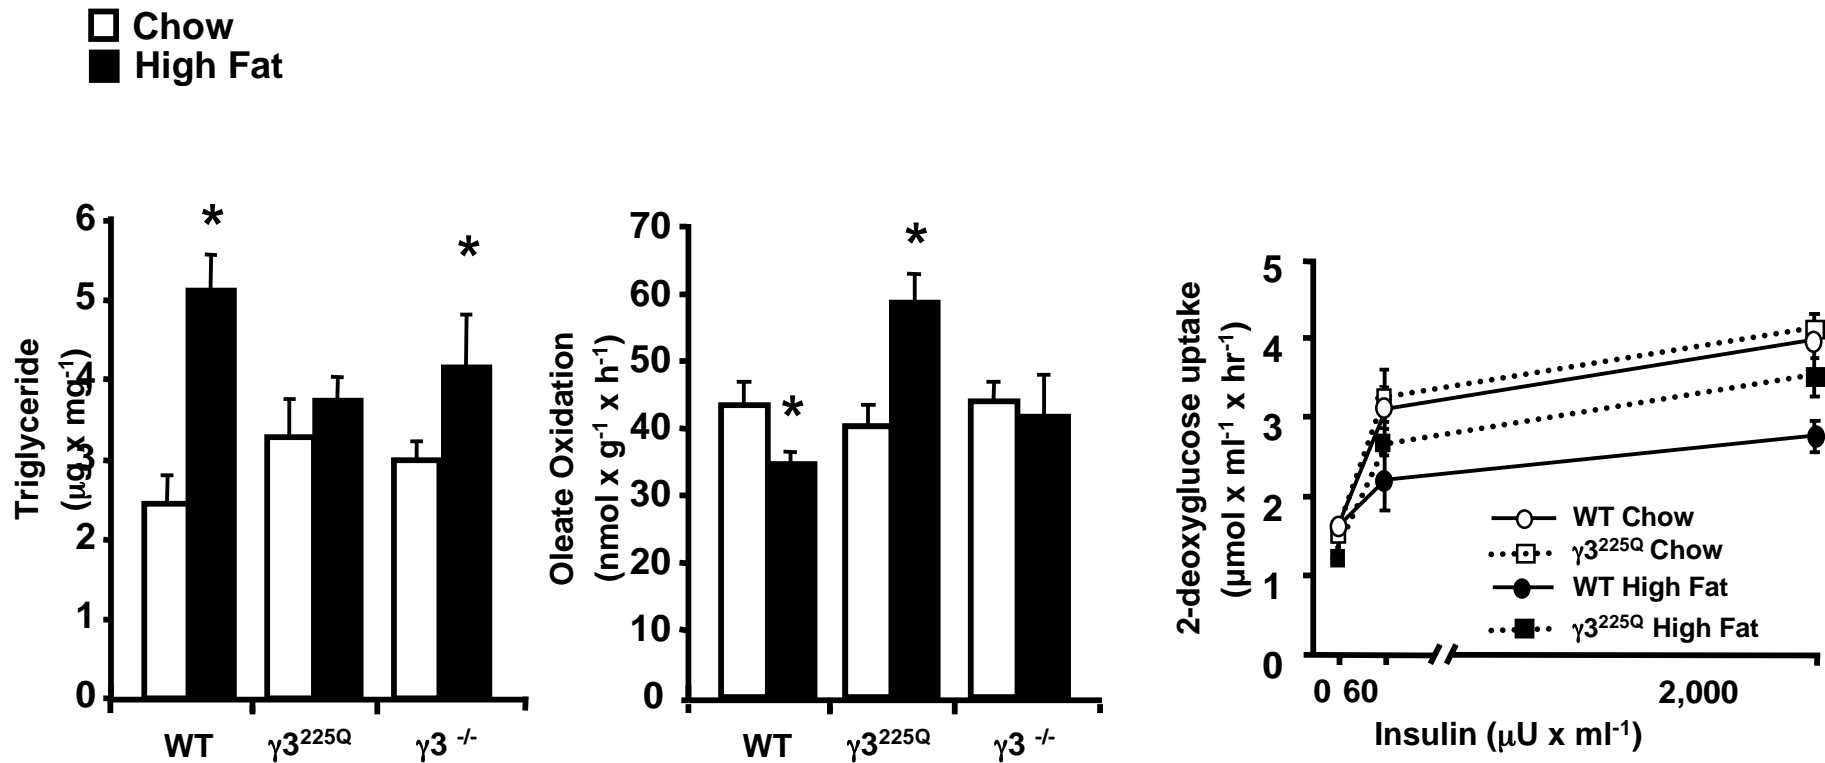 Chow
High Fat
Triglyceride
(μg x mg-1)
6
5
4
3
2
1
0
*
*
WT
γ3225Q
γ3 -/-
Oleate Oxidation
(nmol x g-1 x h-1)
70
60
50
40
30
20
10
0
*
*
WT
γ3225Q
γ3 -/-
2-deoxyglucose uptake
(μmol x ml-1 x hr-1)
5
4
3
2
1
0
WT Chow
γ3225Q Chow
WT High Fat
γ3225Q High Fat
0 60 2,000
Insulin (μU x ml-1)